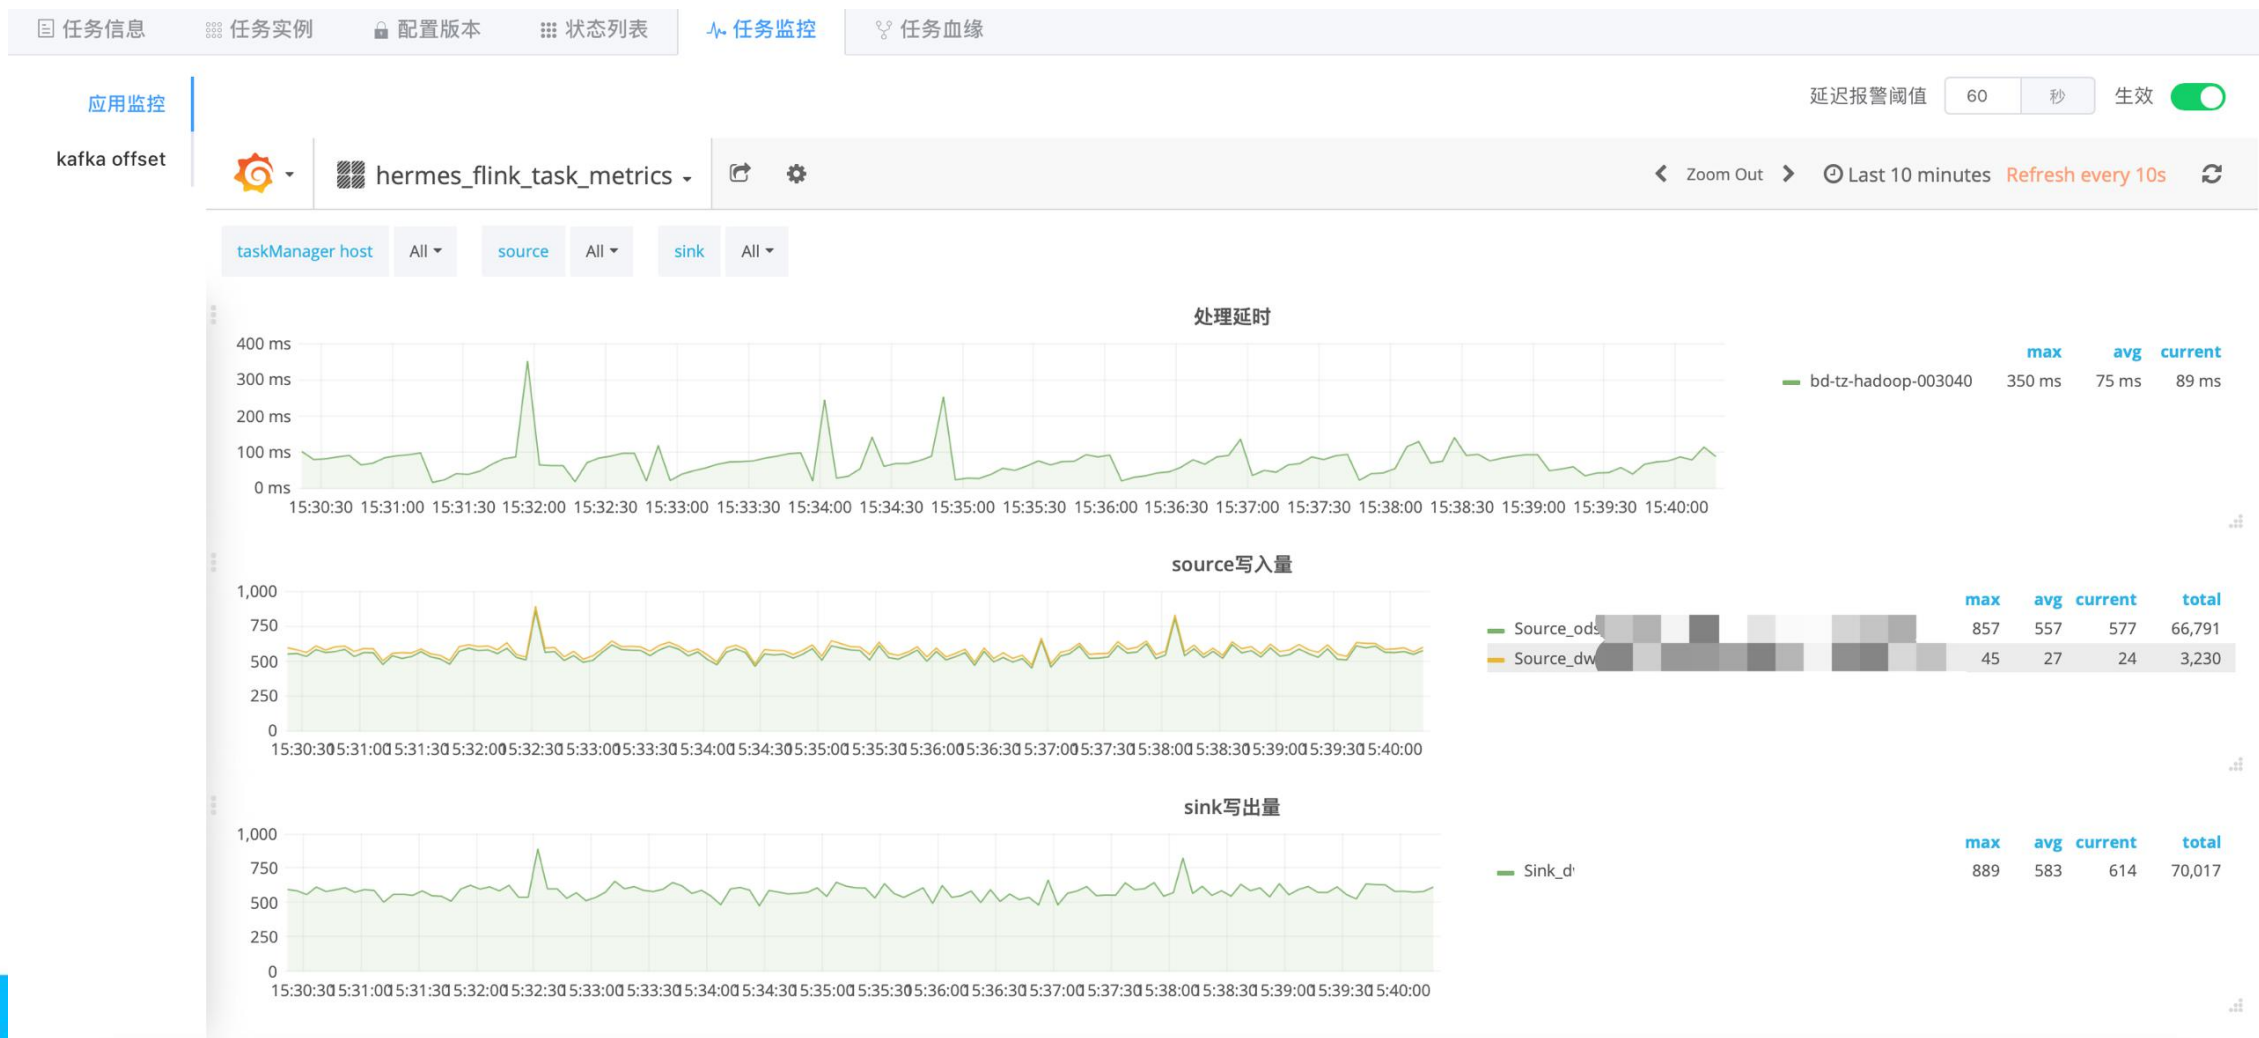 任务信息 任务实例 配置版本 状态列表 任务监控 任务血缘
应用监控
kafka offset
延迟报警阈值 60 秒 生效
hermes_flink_task_metrics
Zoom Out Last 10 minutes Refresh every 10s
taskManager host All source All sink All
处理延时
400 ms
300 ms
200 ms
100 ms
0 ms
15:30:30 15:31:00 15:31:30 15:32:00 15:32:30 15:33:00 15:33:30 15:34:00 15:34:30 15:35:00 15:35:30 15:36:00 15:36:30 15:37:00 15:37:30 15:38:00 15:38:30 15:39:00 15:39:30 15:40:00
max avg current
bd-tz-hadoop-003040 350 ms 75 ms 89 ms
source写入量
1,000
750
500
250
0
15:30:30 15:31:00 15:31:30 15:32:00 15:32:30 15:33:00 15:33:30 15:34:00 15:34:30 15:35:00 15:35:30 15:36:00 15:36:30 15:37:00 15:37:30 15:38:00 15:38:30 15:39:00 15:39:30 15:40:00
max avg current total
Source_ods 857 557 577 66,791
Source_dw 45 27 24 3,230
sink写出量
1,000
750
500
250
0
15:30:30 15:31:00 15:31:30 15:32:00 15:32:30 15:33:00 15:33:30 15:34:00 15:34:30 15:35:00 15:35:30 15:36:00 15:36:30 15:37:00 15:37:30 15:38:00 15:38:30 15:39:00 15:39:30 15:40:00
max avg current total
Sink_d 889 583 614 70,017